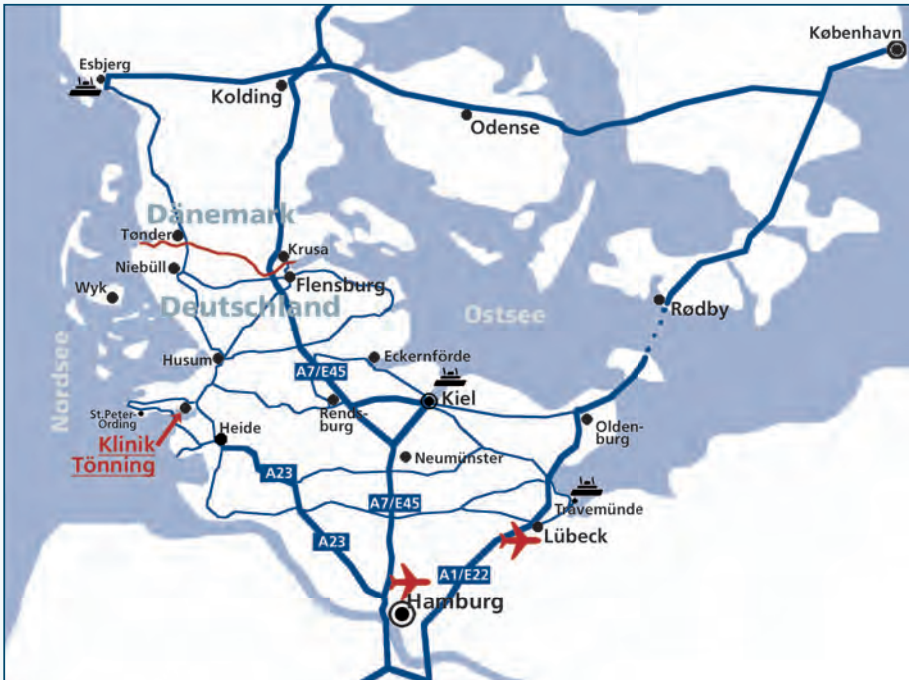 København
Esbjerg
Kolding
Odense
Dänemark
Tønder
Krusa
Niebüll
Flensburg
Wyk
Deutschland
Rødby
Ostsee
Nordsee
Husum
Eckernförde
A7/E45
Kiel
St.Peter-
Ording
Rends-
burg
Olden-
burg
Heide
Klinik
Tönning
Neumünster
A23
A7/E45
Travemünde
A23
Lübeck
A1/E22
Hamburg